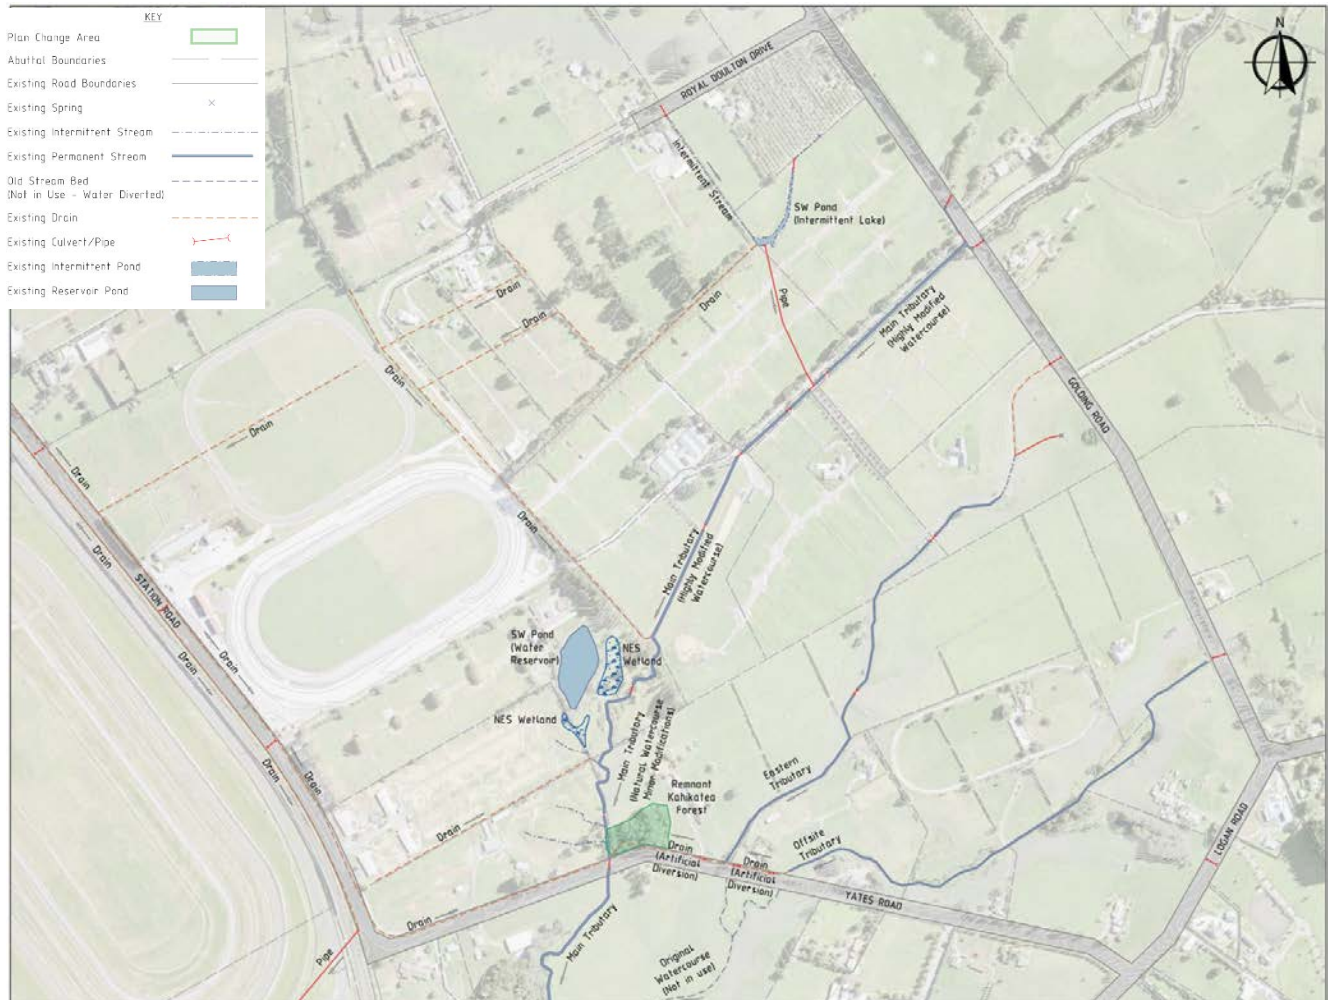 KEY
Plan Change Area
Abuttal Boundaries
Existing Road Boundaries
Existing Spring
Existing Intermittent Stream
Existing Permanent Stream
Old Stream Bed
(Not in Use - Water Diverted)
Existing Drain
Existing Culvert/Pipe
Existing Intermittent Pond
Existing Reservoir Pond
N
ROYAL DOULTON DRIVE
Intermittent Stream
SW Pond
(Intermittent Lake)
Pipe
Drain
Drain
Drain
Main Tributary
(Highly Modified
Watercourse)
GOLDING ROAD
Drain
Drain
Drain
Drain
STATION ROAD
Drain
Drain
Drain
Main Tributary
(Highly Modified
Watercourse)
SW Pond
(Water
Reservoir)
NES
Wetland
NES Wetland
Main Tributary
(Natural Watercourse
Minor Modifications)
Remnant
Kahikatea
Forest
Eastern
Tributary
Offsite
Tributary
Drain
Drain
Drain
Drain
(Artificial
Diversion)
Drain
(Artificial
Diversion)
YATES ROAD
LOGAN ROAD
Drain
Main Tributary
Pipe
Original
Watercourse
(Not in use)